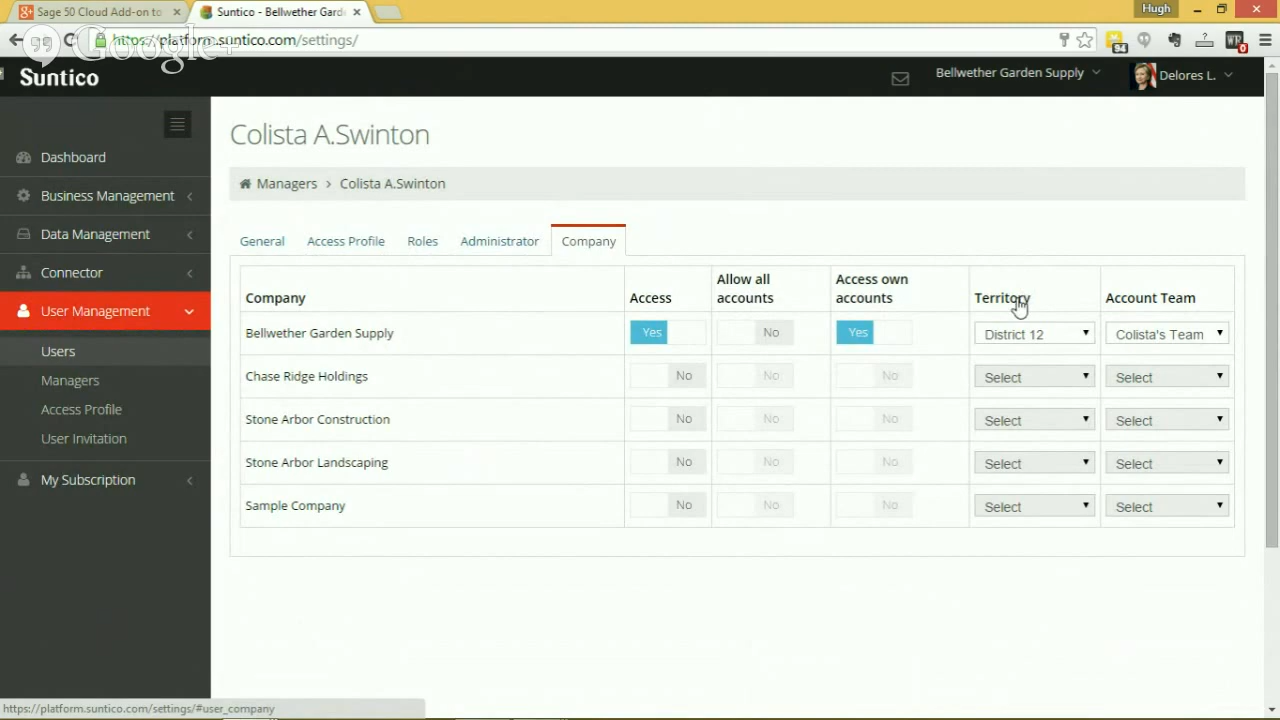 Sage 50 Cloud Add-on to
Suntico - Bellwether Gard
Hugh
https://platform.suntico.com/settings/
Google+
94
0
Suntico
Bellwether Garden Supply
Delores L.
Colista A.Swinton
Dashboard
Business Management
Data Management
Connector
User Management
Users
Managers
Access Profile
User Invitation
My Subscription
Managers > Colista A.Swinton
General Access Profile Roles Administrator Company
Company Access Allow all accounts Access own accounts Territory Account Team
Bellwether Garden Supply Yes No Yes District 12 Colista's Team
Chase Ridge Holdings No No No Select Select
Stone Arbor Construction No No No Select Select
Stone Arbor Landscaping No No No Select Select
Sample Company No No No Select Select
https://platform.suntico.com/settings/#user_company